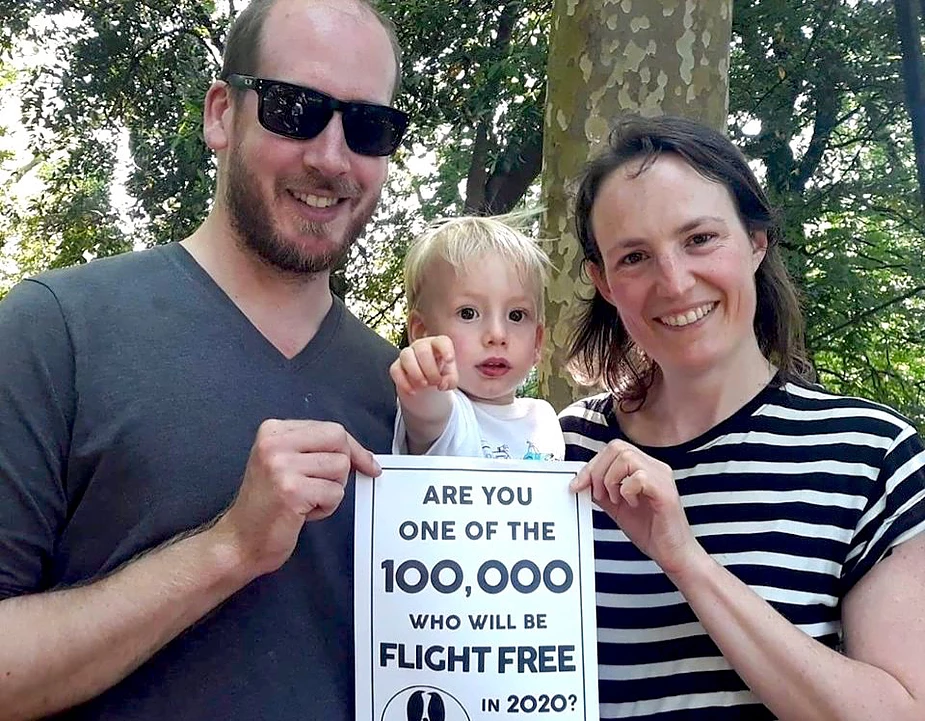 ARE YOU
ONE OF THE
100,000
WHO WILL BE
FLIGHT FREE
IN 2020?